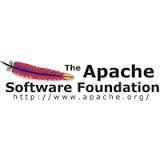 The Apache
Software Foundation
http://www.apache.org/